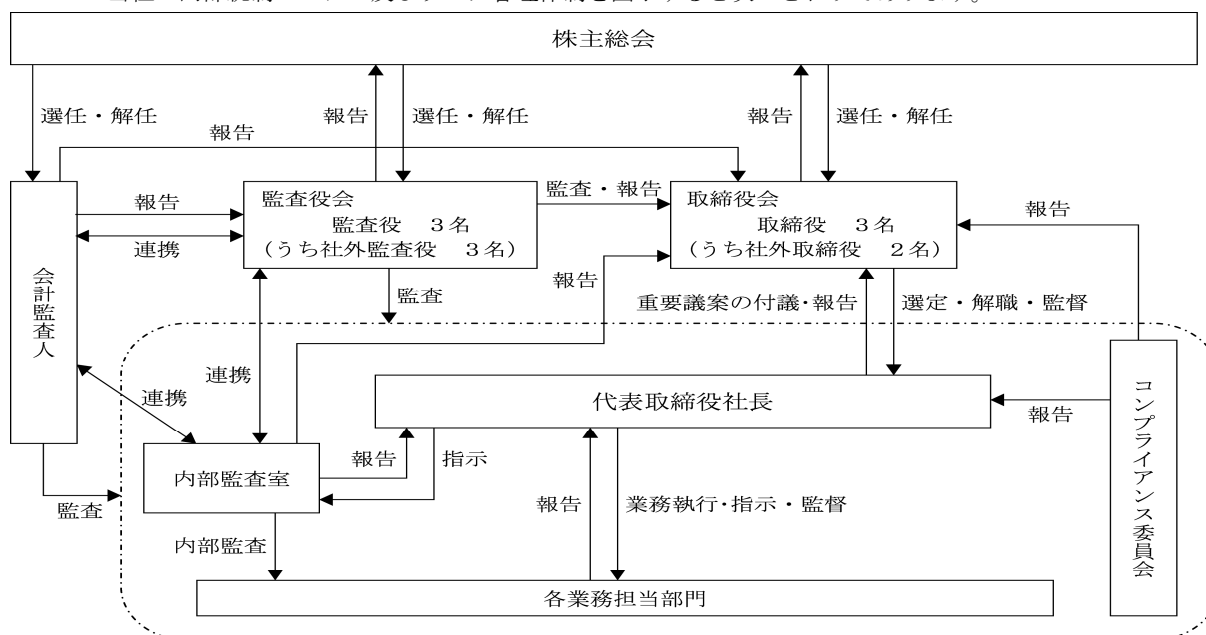 株主総会
選任・解任
報告
選任・解任
報告
選任・解任
報告
監査役会
監査役 3名
(うち社外監査役 3名)
監査・報告
取締役会
取締役 3名
(うち社外取締役 2名)
報告
連携
報告
会計監査人
監査
報告
重要議案の付議・報告
選定・解職・監督
連携
連携
代表取締役社長
報告
コンプライアンス委員会
内部監査室
報告
指示
監査
報告
業務執行・指示・監督
内部監査
各業務担当部門